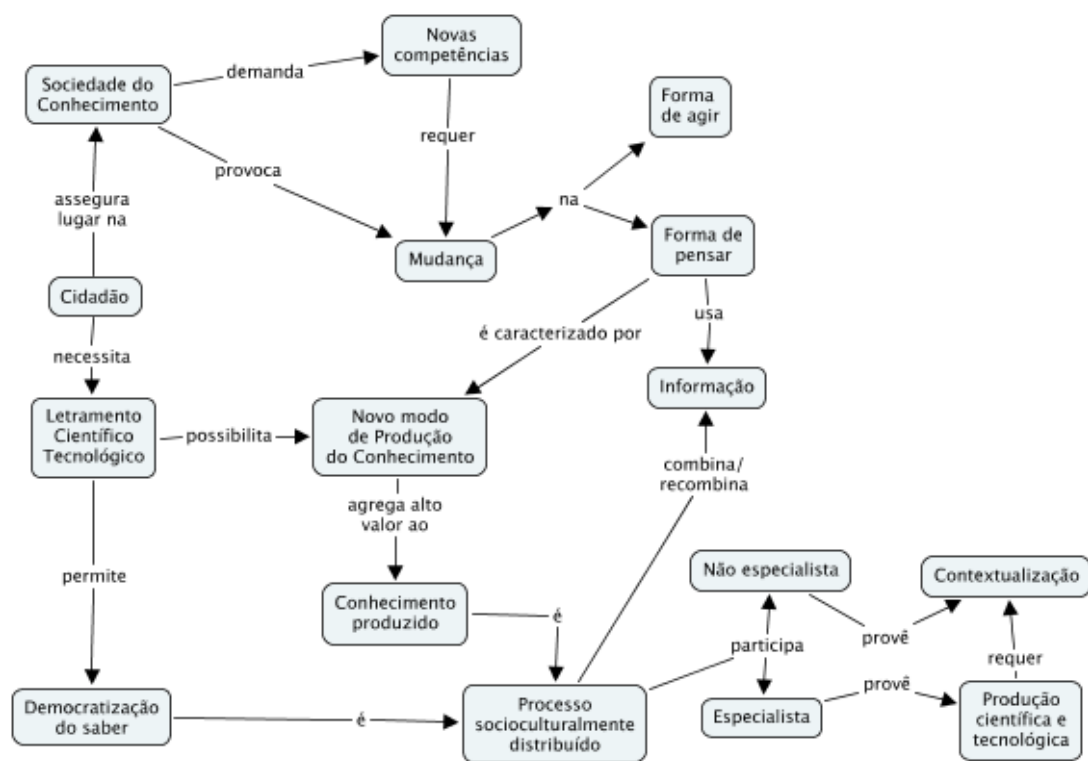 Novas
competências
demanda
Sociedade do
Conhecimento
Forma
de agir
requer
provoca
na
assegura
lugar na
Mudança
Forma de
pensar
Cidadão
usa
é caracterizado por
necessita
Informação
Letramento
Científico
Tecnológico
possibilita
Novo modo
de Produção
do Conhecimento
combina/
recombina
agrega alto
valor ao
permite
Não especialista
Contextualização
Conhecimento
produzido
é
participa
provê
requer
provê
Democratização
do saber
é
Processo
socioculturalmente
distribuído
Especialista
Produção
científica e
tecnológica